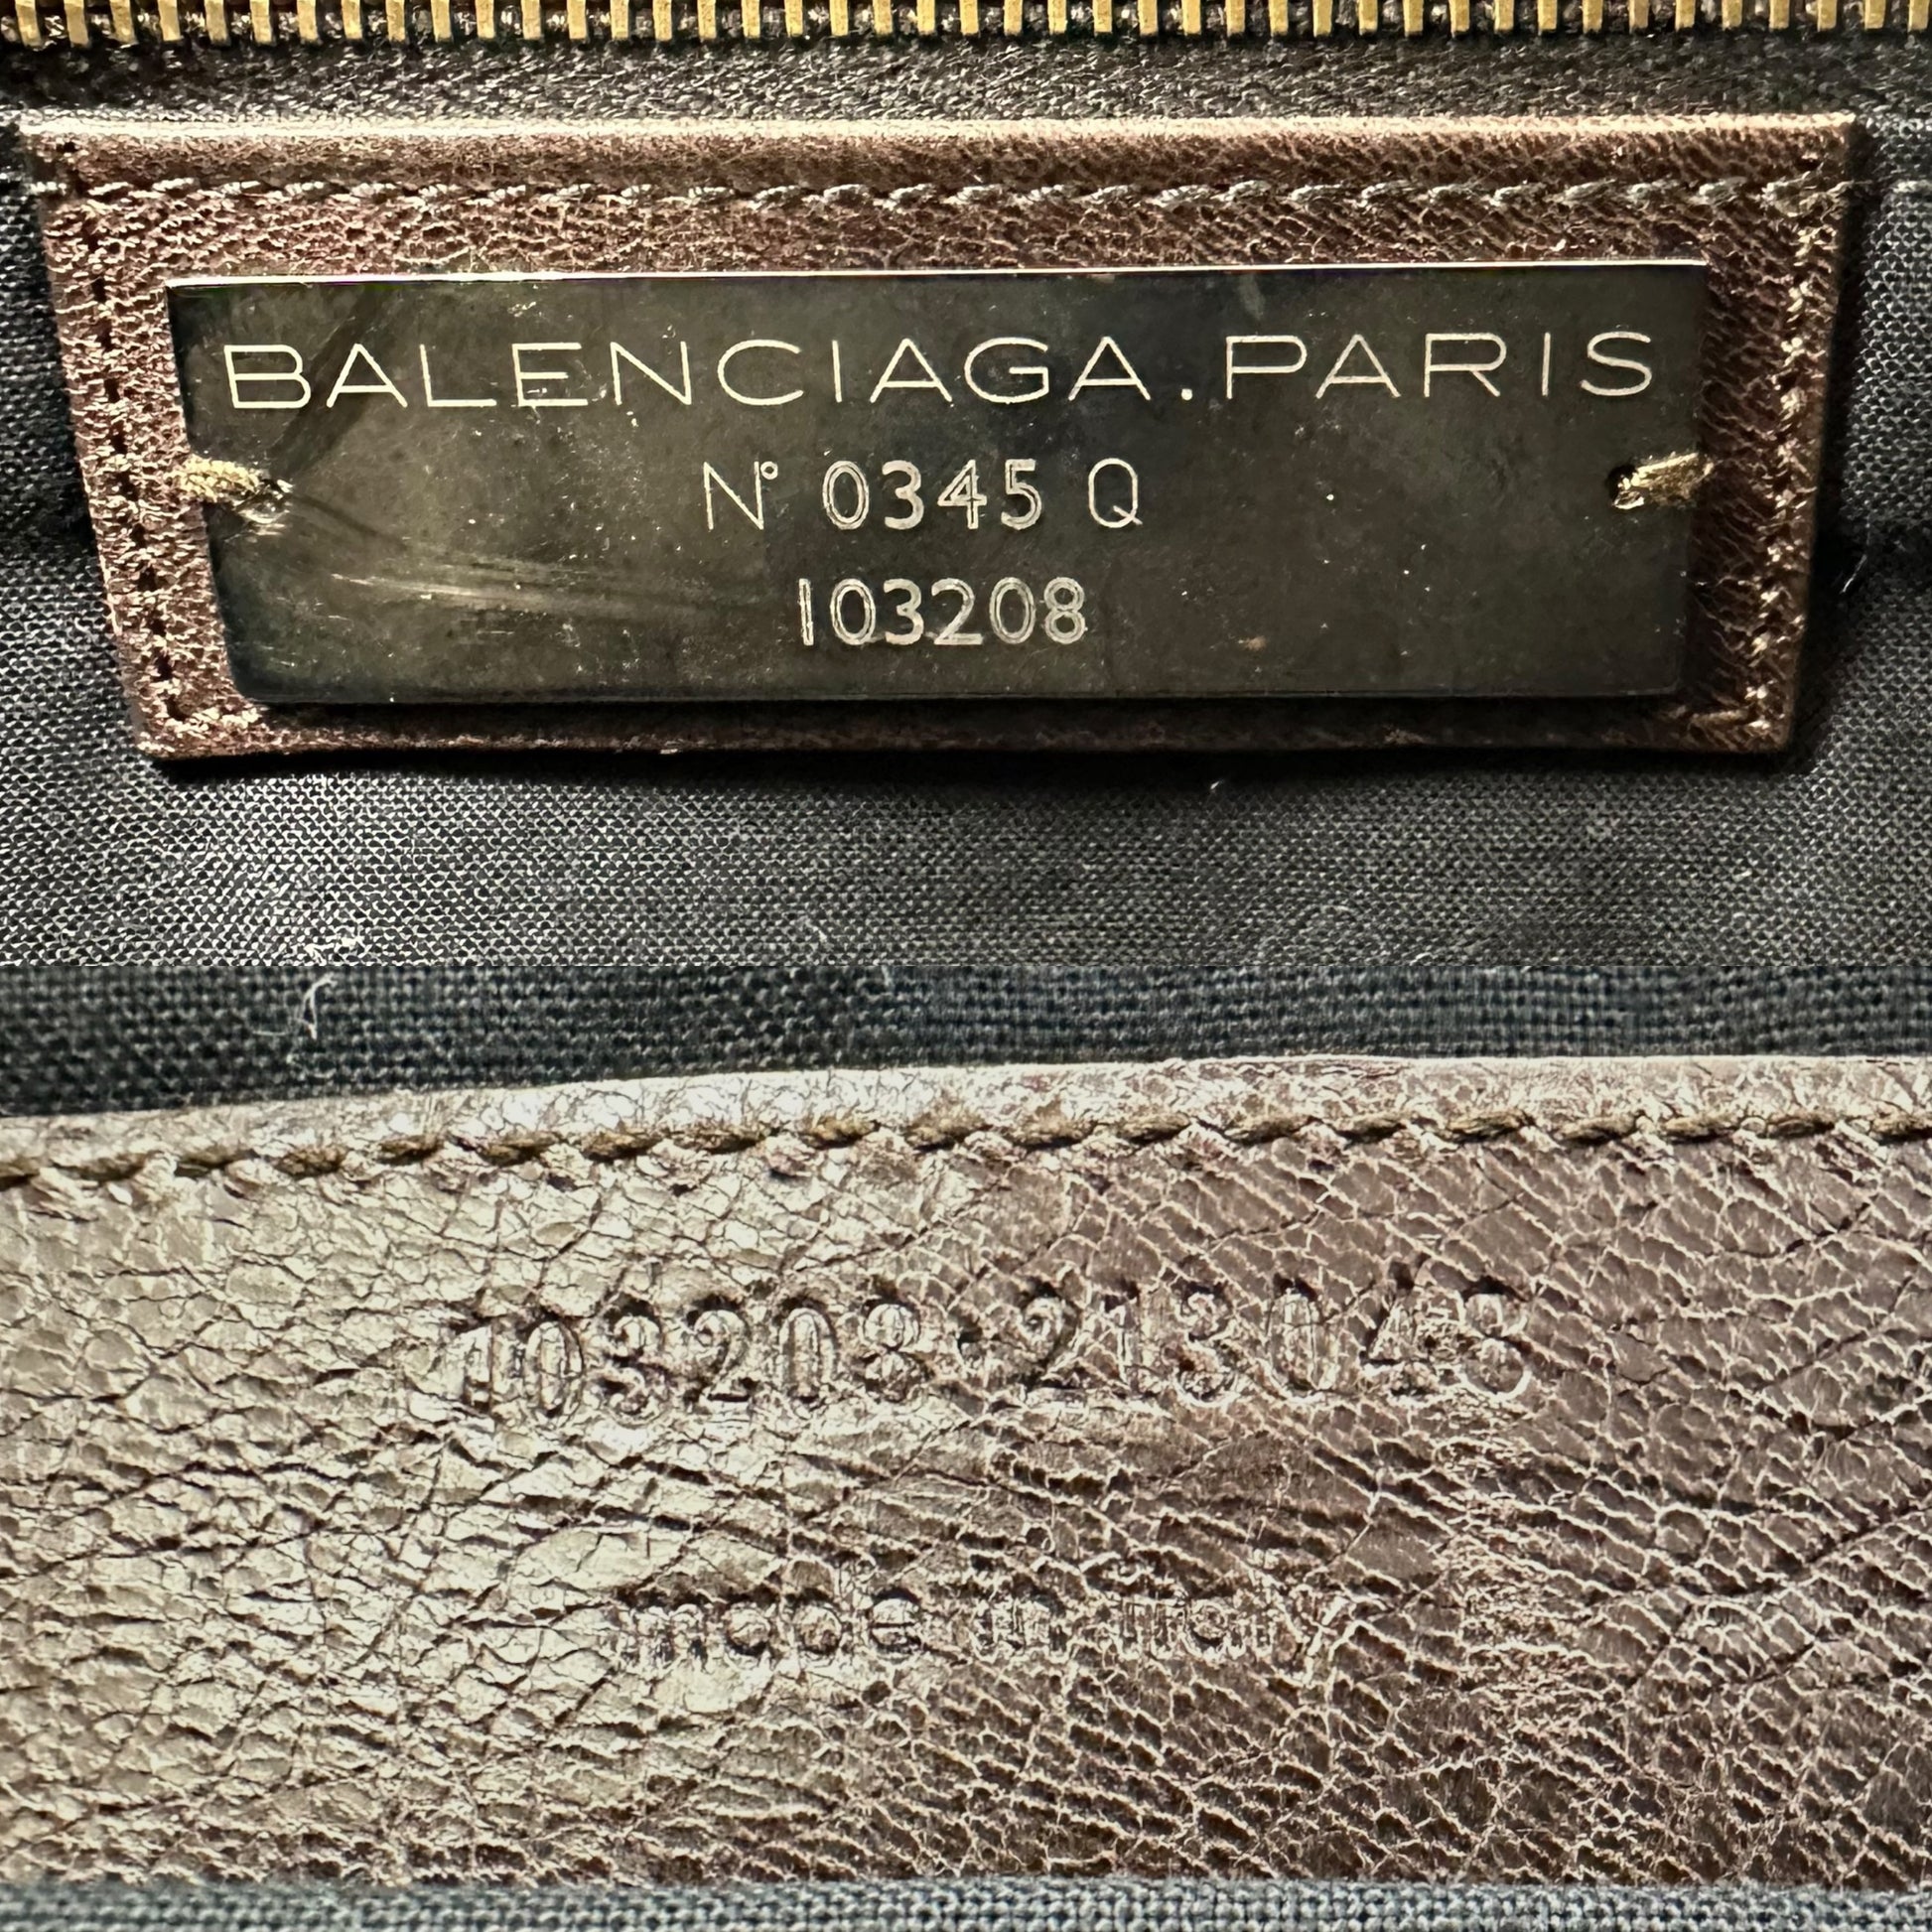 BALENCIAGA.PARIS
N° 0345 Q
103208
103208·213048
made in italy